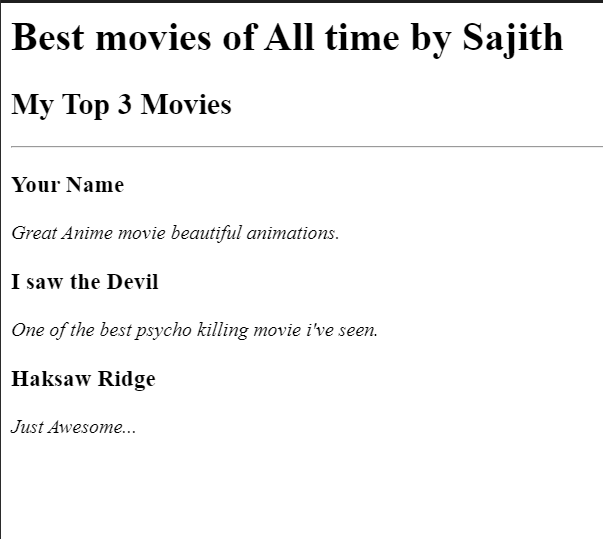 Best movies of All time by Sajith
My Top 3 Movies
Your Name
Great Anime movie beautiful animations.
I saw the Devil
One of the best psycho killing movie i've seen.
Haksaw Ridge
Just Awesome...